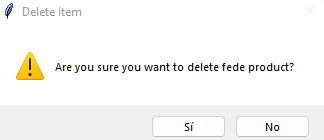 Delete Item
Are you sure you want to delete fede product?
Sí
No